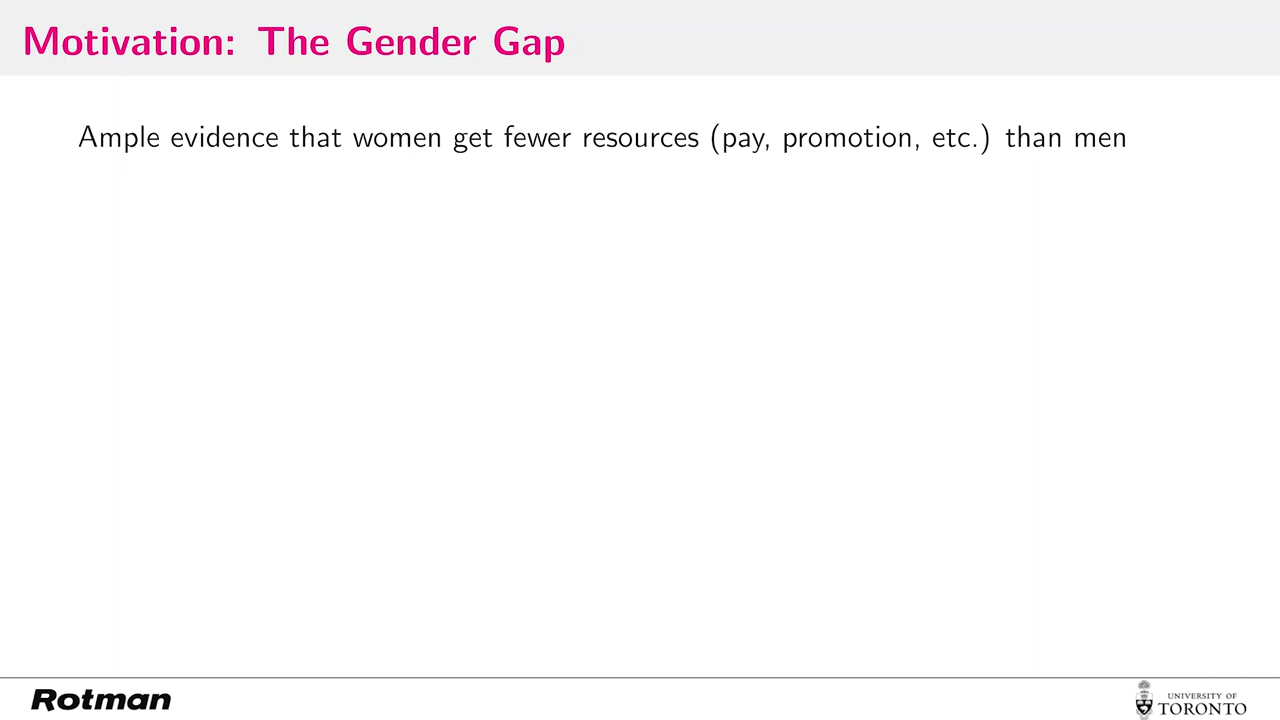 Motivation: The Gender Gap
Ample evidence that women get fewer resources (pay, promotion, etc.) than men
Rotman
UNIVERSITY OF
TORONTO